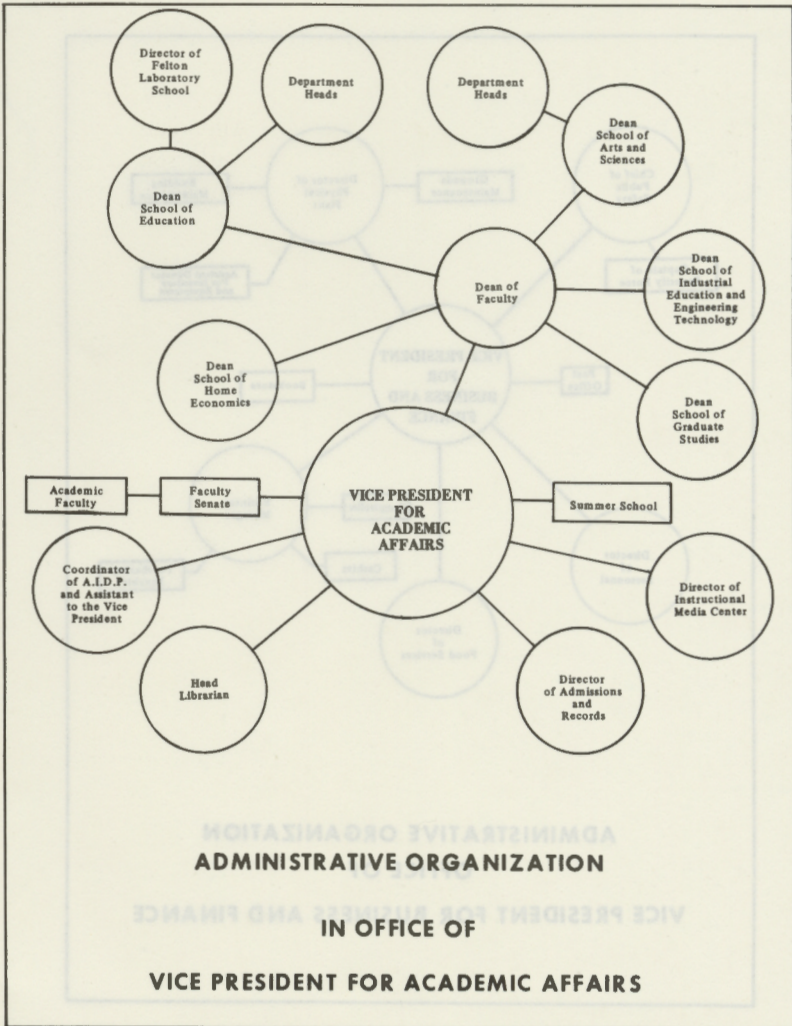 Director of
Felton
Laboratory
School
Department
Heads
Department
Heads
Dean
School of
Arts and
Sciences
Dean
School of
Education
Dean of
Faculty
Dean
School of
Industrial
Education and
Engineering
Technology
Dean
School of
Home
Economics
Dean
School of
Graduate
Studies
Academic
Faculty
Faculty
Senate
VICE PRESIDENT
FOR
ACADEMIC
AFFAIRS
Summer School
Coordinator
of A.I.D.P.
and Assistant
to the Vice
President
Director of
Instructional
Media Center
Head
Librarian
Director
of Admissions
and
Records
ADMINISTRATIVE ORGANIZATION
IN OFFICE OF
VICE PRESIDENT FOR ACADEMIC AFFAIRS